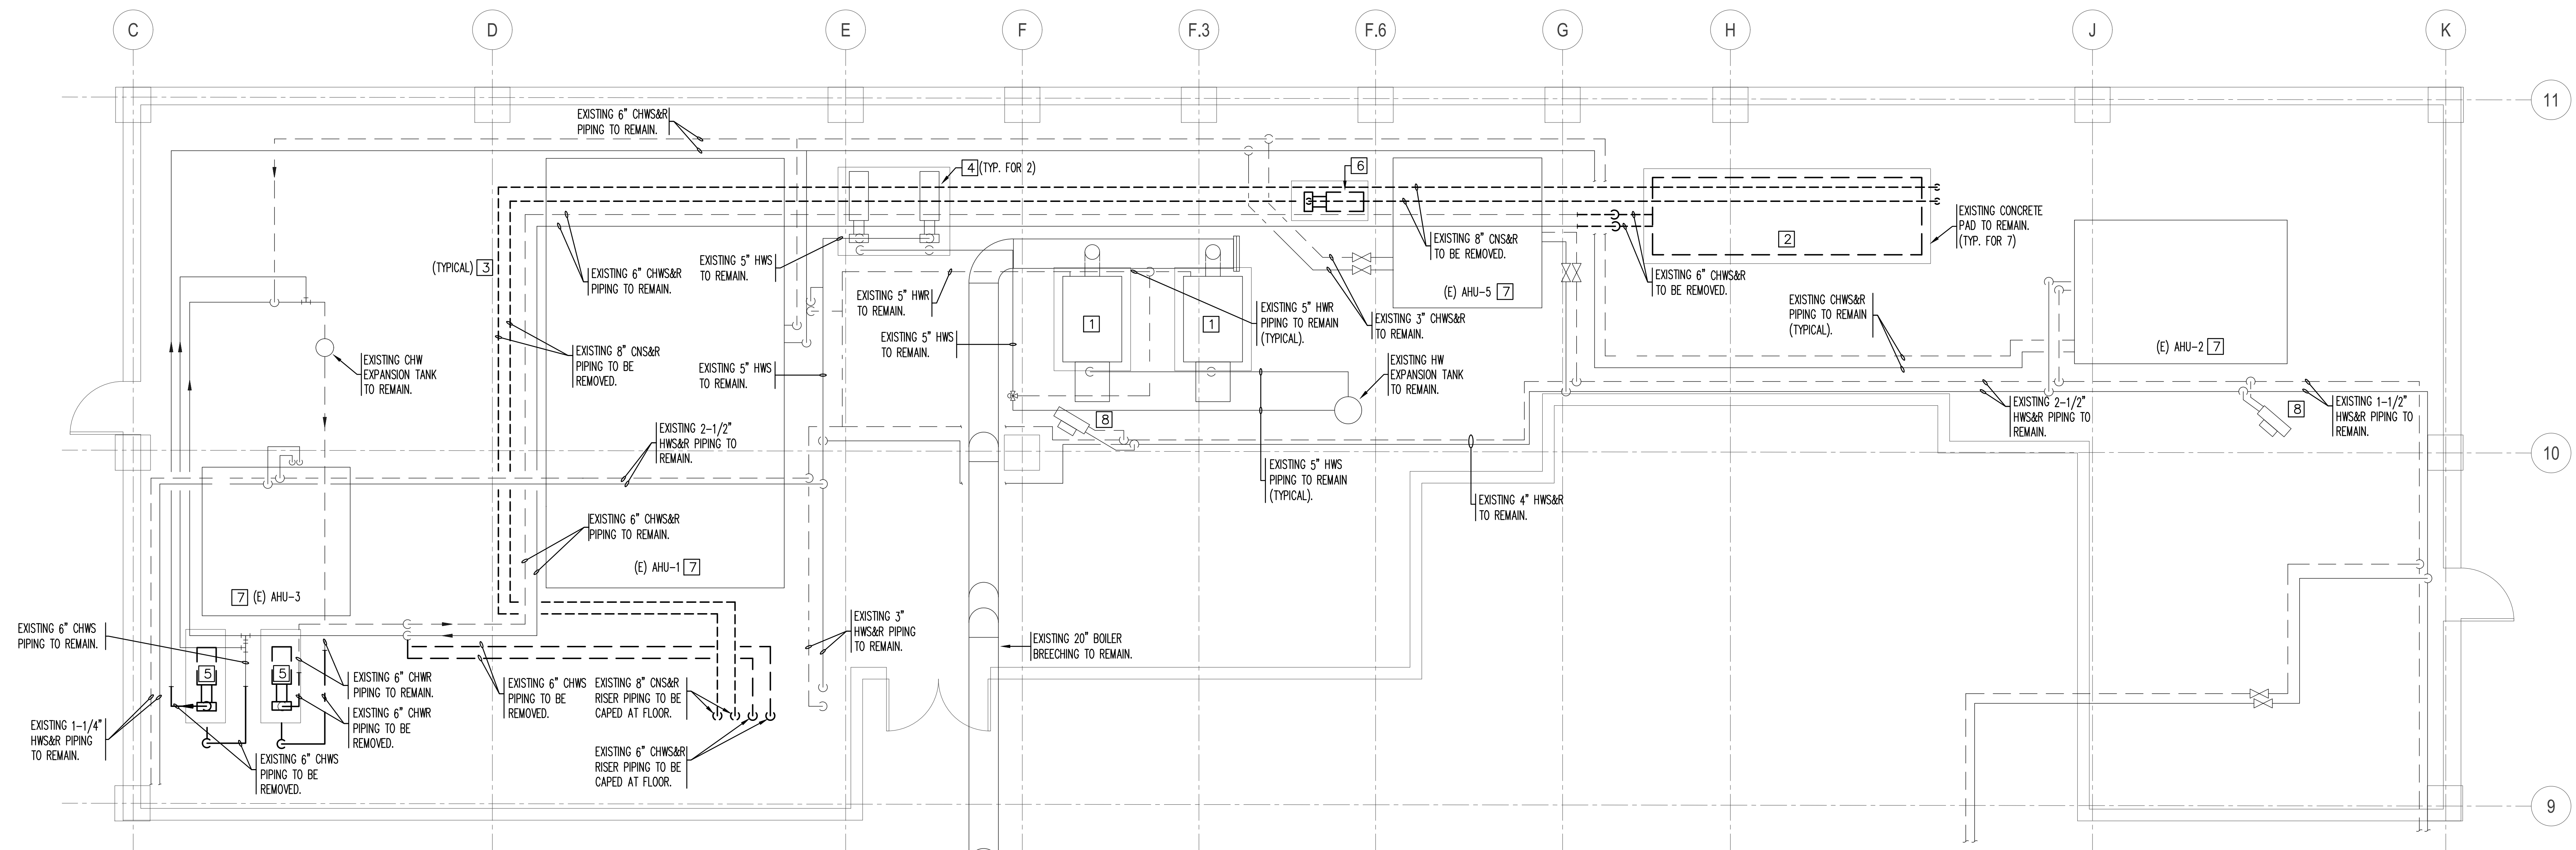 C
D
E
F
F.3
F.6
G
H
J
K
11
10
9
EXISTING 6" CHWS&R
PIPING TO REMAIN.
4 (TYP. FOR 2)
6
(TYPICAL) 3
EXISTING 6" CHWS&R
PIPING TO REMAIN.
EXISTING 5" HWS
TO REMAIN.
EXISTING 8" CNS&R
TO BE REMOVED.
2
EXISTING CONCRETE
PAD TO REMAIN.
(TYP. FOR 7)
EXISTING 6" CHWS&R
TO BE REMOVED.
EXISTING 5" HWR
TO REMAIN.
1
1
EXISTING 5" HWR
PIPING TO REMAIN
(TYPICAL).
(E) AHU-5 7
EXISTING 3" CHWS&R
TO REMAIN.
EXISTING CHWS&R
PIPING TO REMAIN
(TYPICAL).
EXISTING 5" HWS
TO REMAIN.
EXISTING CHW
EXPANSION TANK
TO REMAIN.
EXISTING 8" CNS&R
PIPING TO BE
REMOVED.
EXISTING 5" HWS
TO REMAIN.
EXISTING HW
EXPANSION TANK
TO REMAIN.
(E) AHU-2 7
8
EXISTING 2-1/2"
HWS&R PIPING TO
REMAIN.
8
EXISTING 1-1/2"
HWS&R PIPING TO
REMAIN.
EXISTING 2-1/2"
HWS&R PIPING TO
REMAIN.
EXISTING 5" HWS
PIPING TO REMAIN
(TYPICAL).
EXISTING 4" HWS&R
TO REMAIN.
EXISTING 6" CHWS&R
PIPING TO REMAIN.
(E) AHU-1 7
7 (E) AHU-3
EXISTING 6" CHWS
PIPING TO REMAIN.
5
5
EXISTING 6" CHWR
PIPING TO REMAIN.
EXISTING 6" CHWR
PIPING TO BE
REMOVED.
EXISTING 6" CHWS
PIPING TO BE
REMOVED.
EXISTING 8" CNS&R
RISER PIPING TO BE
CAPED AT FLOOR.
EXISTING 3"
HWS&R PIPING
TO REMAIN.
EXISTING 20" BOILER
BREECHING TO REMAIN.
EXISTING 1-1/4"
HWS&R PIPING
TO REMAIN.
EXISTING 6" CHWS
PIPING TO BE
REMOVED.
EXISTING 6" CHWS&R
RISER PIPING TO BE
CAPED AT FLOOR.